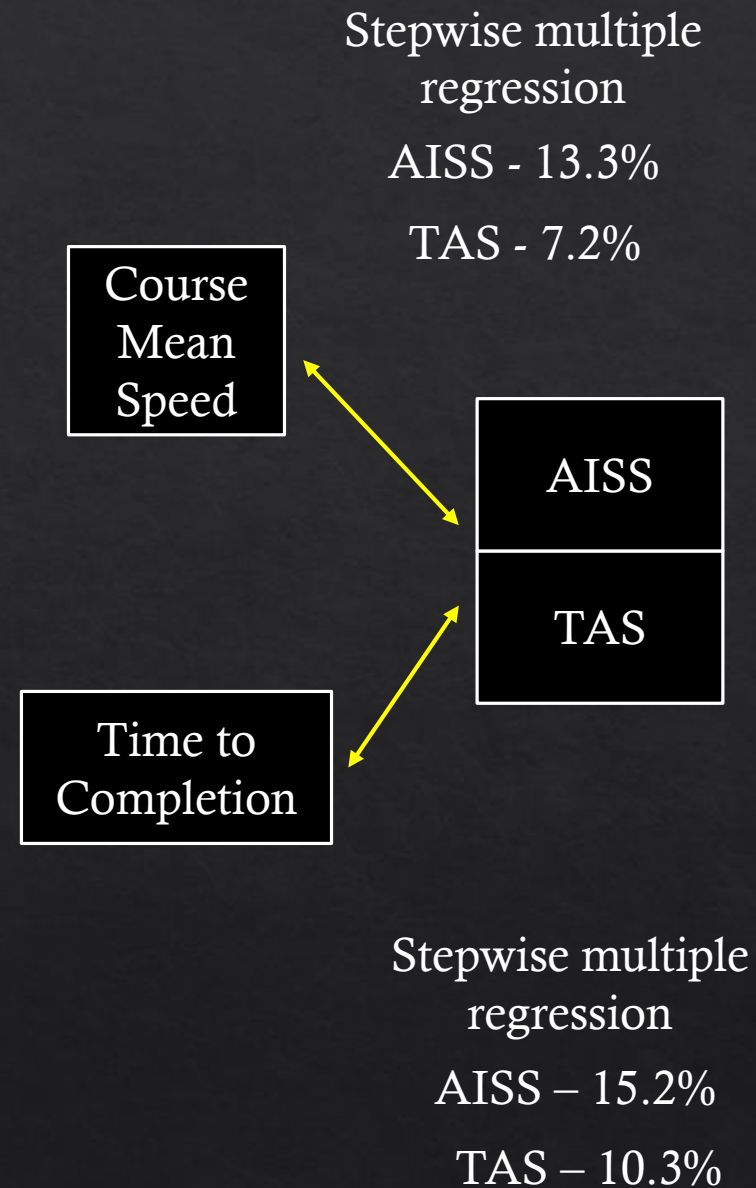 Stepwise multiple
regression
AISS - 13.3%
TAS - 7.2%
Course
Mean
Speed
AISS
TAS
Time to
Completion
Stepwise multiple
regression
AISS – 15.2%
TAS – 10.3%